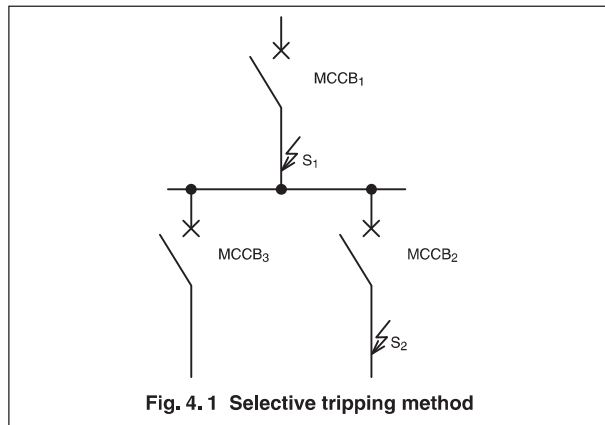 MCCB₁
S₁
MCCB₃
MCCB₂
S₂
Fig. 4. 1 Selective tripping method